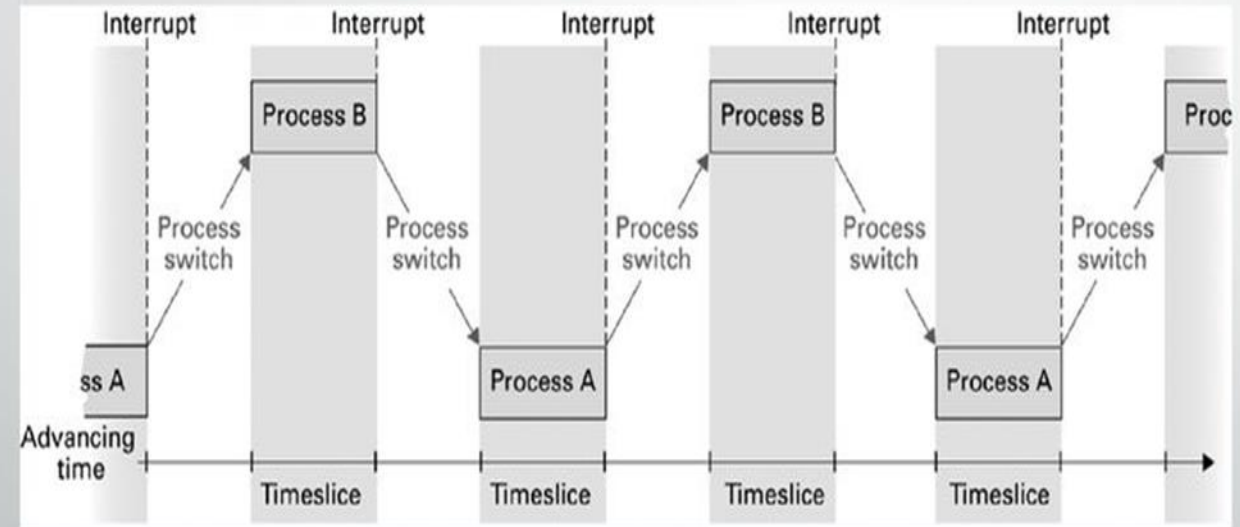 Interrupt Interrupt Interrupt Interrupt Interrupt
Process B Process B Proc
Process Process Process Process Process
switch switch switch switch switch
ss A Process A Process A
Advancing
time
Timeslice Timeslice Timeslice Timeslice